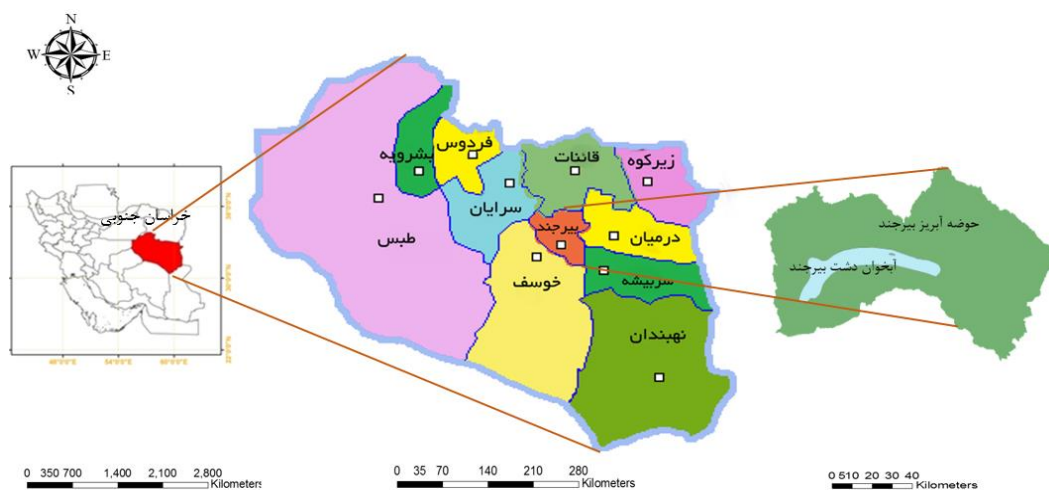 N
W E
S
خراسان جنوبی
طبس
بشرویه
فردوس
سرایان
قائنات
زیرکوه
بیرجند
درمیان
خوسف
سربیشه
نهبندان
حوضه آبریز بیرجند
آبخوان دشت بیرجند
0 350 700 1,400 2,100 2,800
Kilometers
0 35 70 140 210 280
Kilometers
0 510 20 30 40
Kilometers